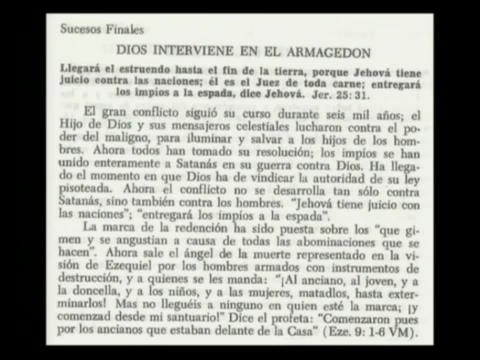 Sucesos Finales
DIOS INTERVIENE EN EL ARMAGEDON
Llegará el estruendo hasta el fin de la tierra, porque Jehová tiene
juicio contra las naciones; él es el Juez de toda carne; entregará
los impíos a la espada, dice Jehová. Jer. 25:31.
El gran conflicto siguió su curso durante seis mil años; el
Hijo de Dios y sus mensajeros celestiales lucharon contra el po-
der del maligno, para iluminar y salvar a los hijos de los hom-
bres. Ahora todos han tomado su resolución; los impíos se han
unido enteramente a Satanás en su guerra contra Dios. Ha llega-
do el momento en que Dios ha de vindicar la autoridad de su ley
pisoteada. Ahora el conflicto no se desarrolla tan sólo contra
Satanás, sino también contra los hombres. "Jehová tiene juicio con
las naciones"; "entregará los impíos a la espada".
La marca de la redención ha sido puesta sobre los "que gi-
men y se angustian a causa de todas las abominaciones que se
hacen". Ahora sale el ángel de la muerte representado en la vi-
sión de Ezequiel por los hombres armados con instrumentos de
destrucción, y a quienes se les manda: "¡Al anciano, al joven, y a
la doncella, y a los niños, y a las mujeres, matadlos, hasta exter-
minarlos! Mas no lleguéis a ninguno en quien esté la marca; ¡y
comenzad desde mi santuario!" Dice el profeta: "Comenzaron pues
por los ancianos que estaban delante de la Casa" (Eze. 9:1-6 VM).